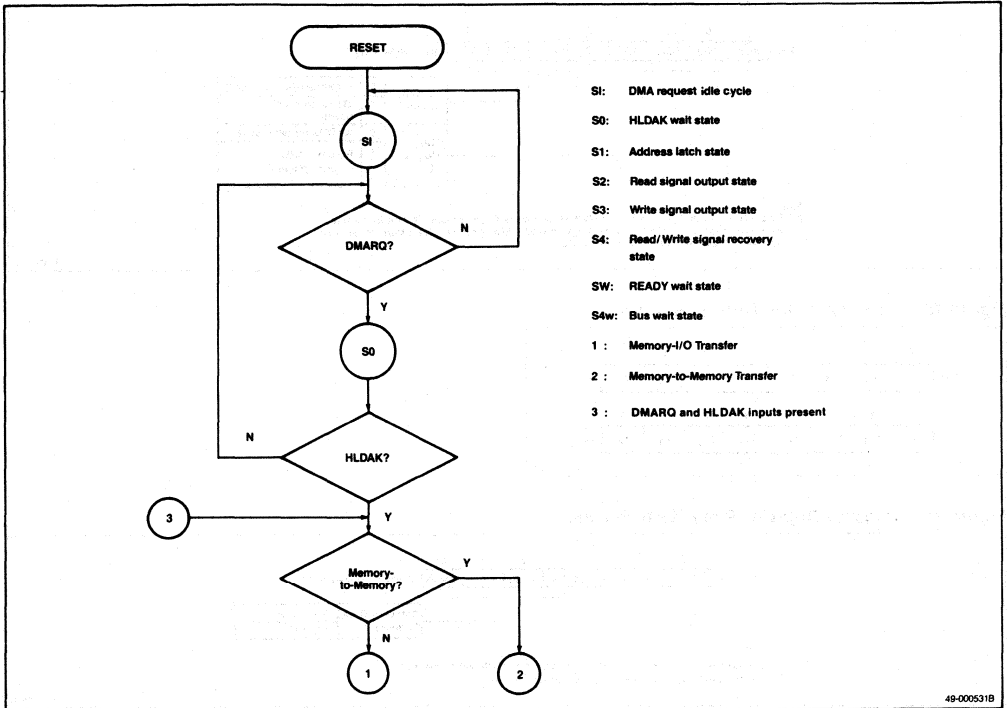 RESET
SI
DMARQ?
N
Y
S0
HLDAK?
N
Y
3
Memory-
to-Memory?
Y
N
1
2
SI: DMA request idle cycle
S0: HLDAK wait state
S1: Address latch state
S2: Read signal output state
S3: Write signal output state
S4: Read/Write signal recovery
state
SW: READY wait state
S4w: Bus wait state
1 : Memory-I/O Transfer
2 : Memory-to-Memory Transfer
3 : DMARQ and HLDAK inputs present
49-000531B